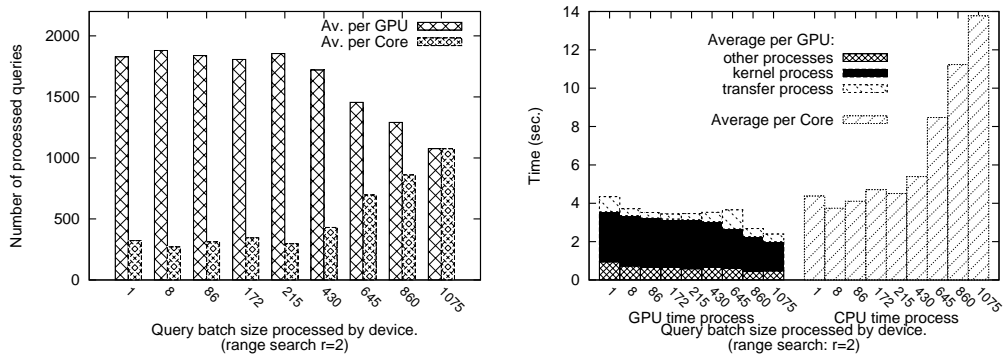 Number of processed queries
2000
1500
1000
500
0
Av. per GPU
Av. per Core
1
8
86
172
215
430
645
860
1075
Query batch size processed by device.
(range search r=2)
Time (sec.)
14
12
10
8
6
4
2
0
Average per GPU:
other processes
kernel process
transfer process
Average per Core
1
8
86
172
215
430
645
860
1075
1
8
86
172
215
430
645
860
1075
GPU time process
CPU time process
Query batch size processed by device.
(range search: r=2)